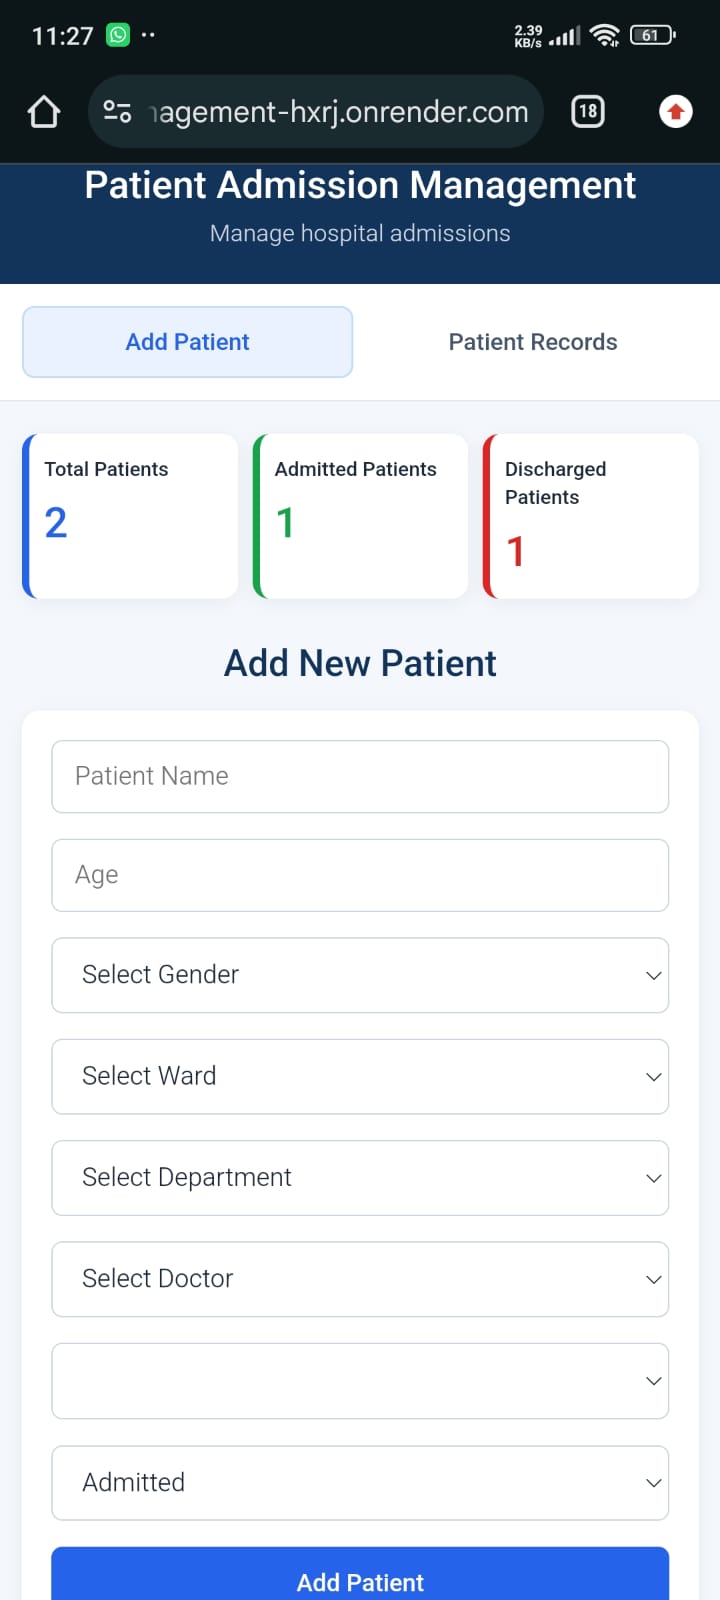 11:27
2.39
KB/s
61
nagement-hxrj.onrender.com
18
Patient Admission Management
Manage hospital admissions
Add Patient
Patient Records
Total Patients
2
Admitted Patients
1
Discharged
Patients
1
Add New Patient
Patient Name
Age
Select Gender
Select Ward
Select Department
Select Doctor
Admitted
Add Patient